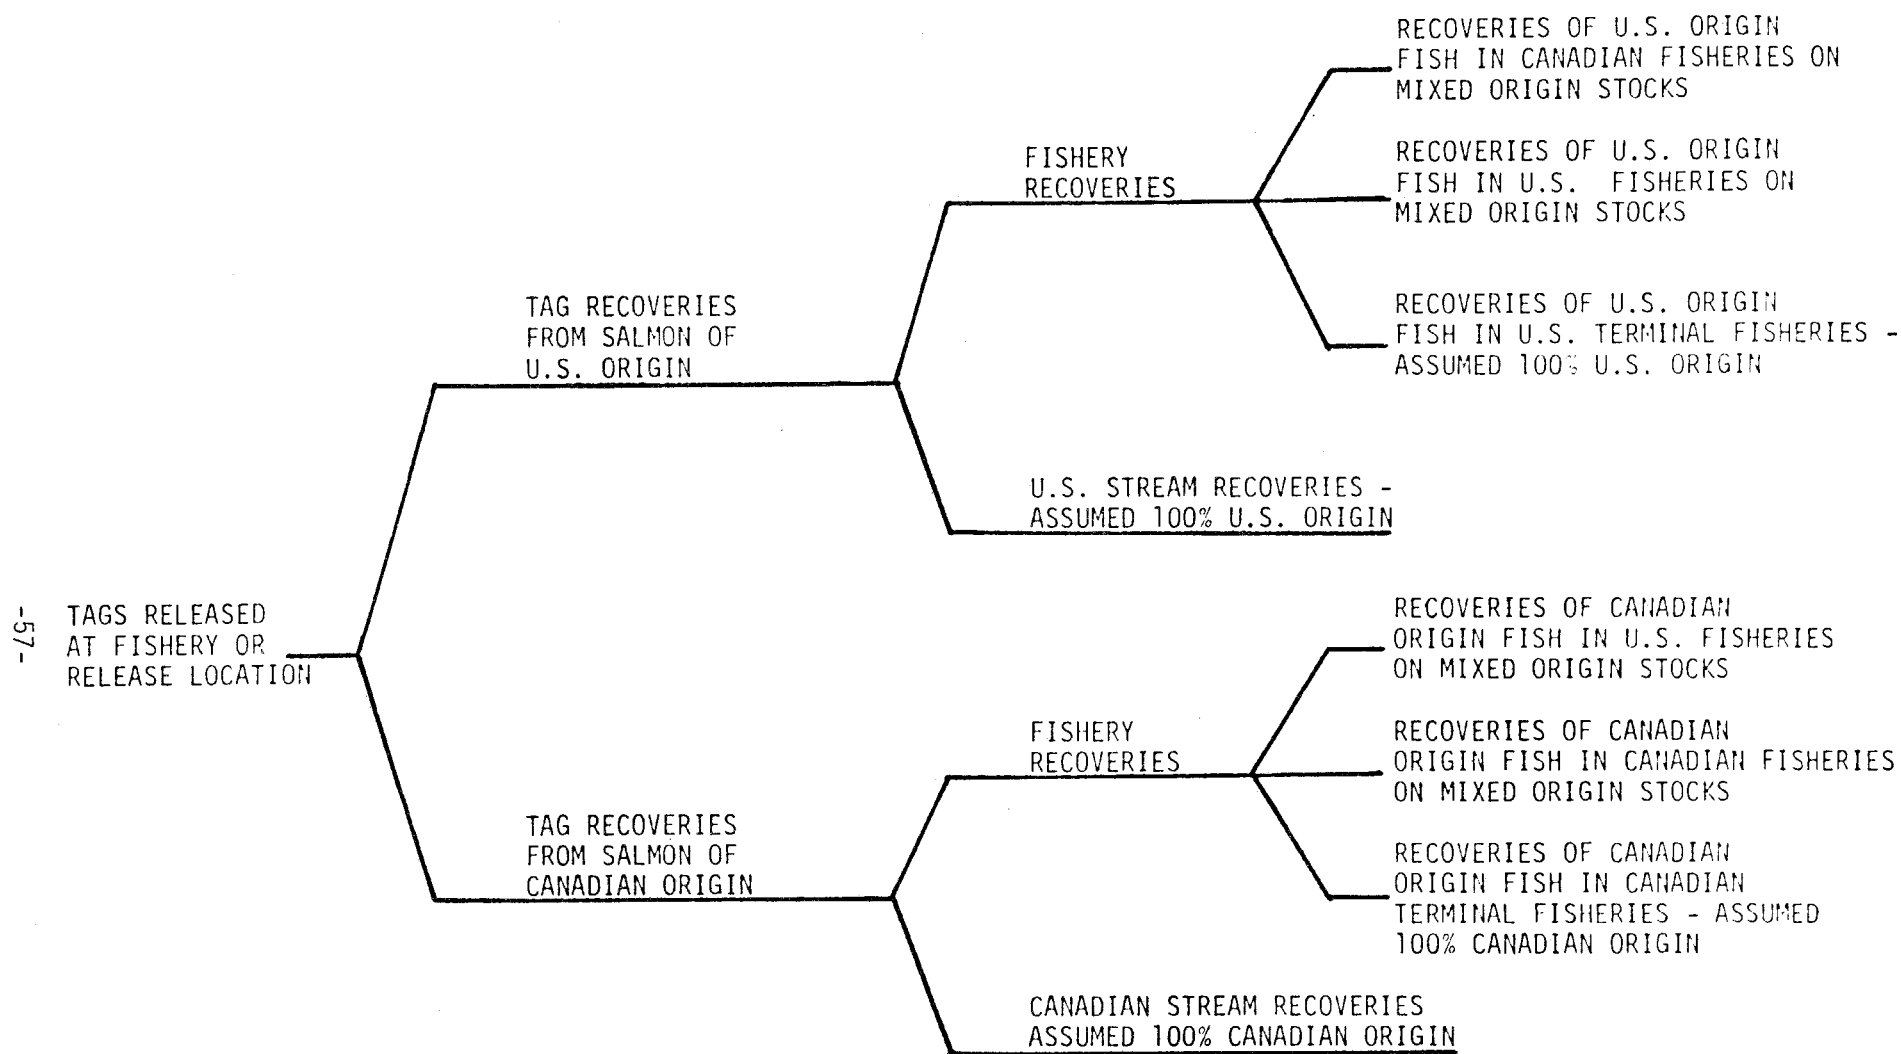 RECOVERIES OF U.S. ORIGIN
FISH IN CANADIAN FISHERIES ON
MIXED ORIGIN STOCKS
FISHERY
RECOVERIES
RECOVERIES OF U.S. ORIGIN
FISH IN U.S. FISHERIES ON
MIXED ORIGIN STOCKS
TAG RECOVERIES
FROM SALMON OF
U.S. ORIGIN
RECOVERIES OF U.S. ORIGIN
FISH IN U.S. TERMINAL FISHERIES -
ASSUMED 100% U.S. ORIGIN
U.S. STREAM RECOVERIES -
ASSUMED 100% U.S. ORIGIN
-57-
TAGS RELEASED
AT FISHERY OR
RELEASE LOCATION
RECOVERIES OF CANADIAN
ORIGIN FISH IN U.S. FISHERIES
ON MIXED ORIGIN STOCKS
FISHERY
RECOVERIES
RECOVERIES OF CANADIAN
ORIGIN FISH IN CANADIAN FISHERIES
ON MIXED ORIGIN STOCKS
TAG RECOVERIES
FROM SALMON OF
CANADIAN ORIGIN
RECOVERIES OF CANADIAN
ORIGIN FISH IN CANADIAN
TERMINAL FISHERIES - ASSUMED
100% CANADIAN ORIGIN
CANADIAN STREAM RECOVERIES
ASSUMED 100% CANADIAN ORIGIN